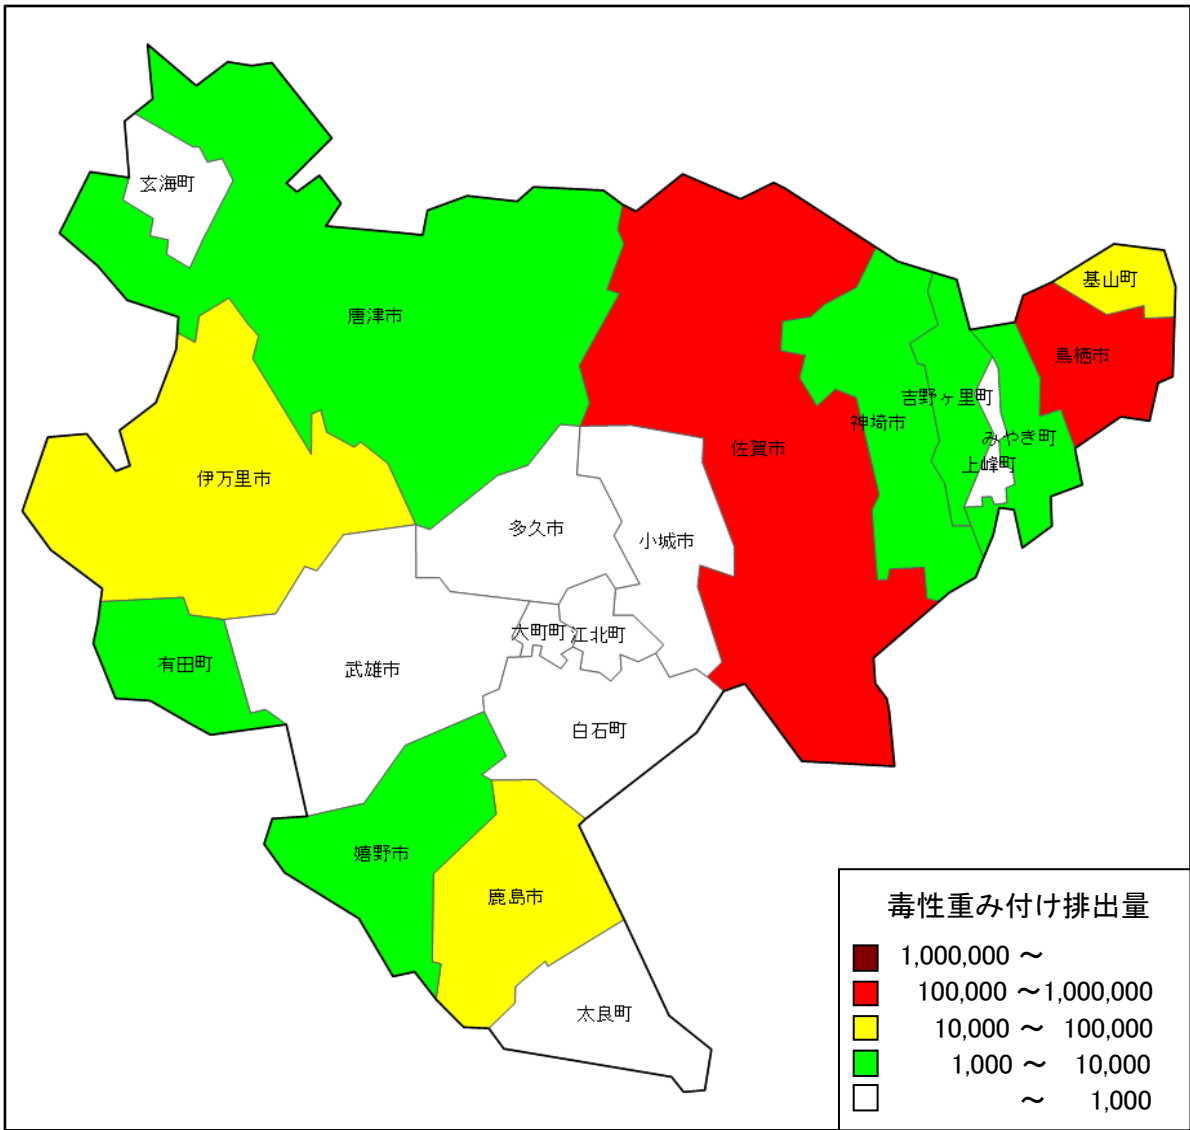 玄海町
基山町
唐津市
鳥栖市
吉野ヶ里町
神埼市
みやき町
佐賀市
上峰町
伊万里市
多久市
小城市
大町町
江北町
有田町
武雄市
白石町
嬉野市
鹿島市
太良町
毒性重み付け排出量
1,000,000 ～
100,000 ～1,000,000
10,000 ～ 100,000
1,000 ～ 10,000
～ 1,000